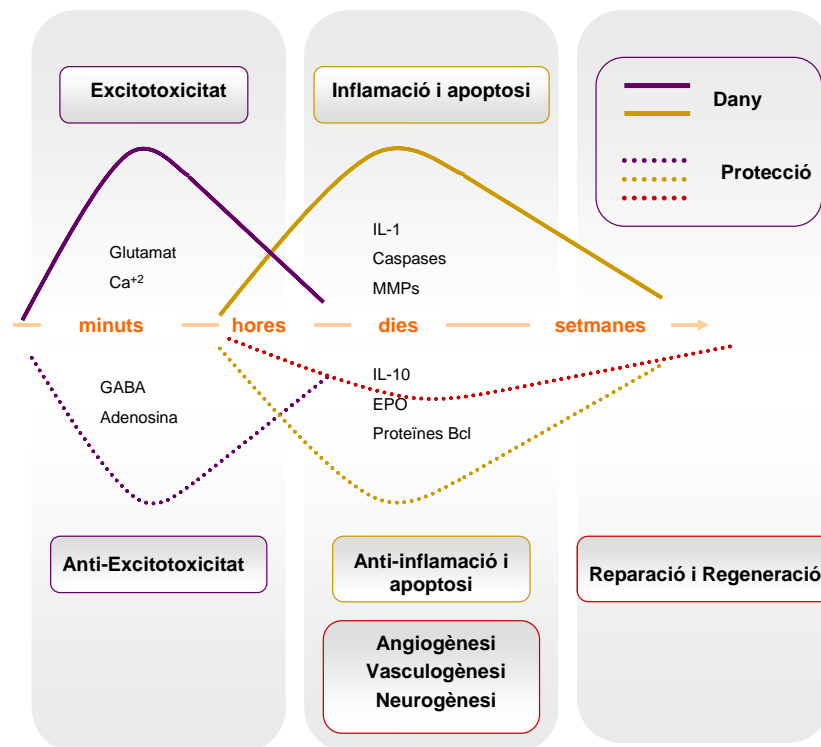 Excitotoxicitat
Inflamació i apoptosi
Dany
Protecció
Glutamat
Ca+2
IL-1
Caspases
MMPs
minuts hores dies setmanes
GABA
Adenosina
IL-10
EPO
Proteïnes Bcl
Anti-Excitotoxicitat
Anti-inflamació i
apoptosi
Reparació i Regeneració
Angiogènesi
Vasculogènesi
Neurogènesi